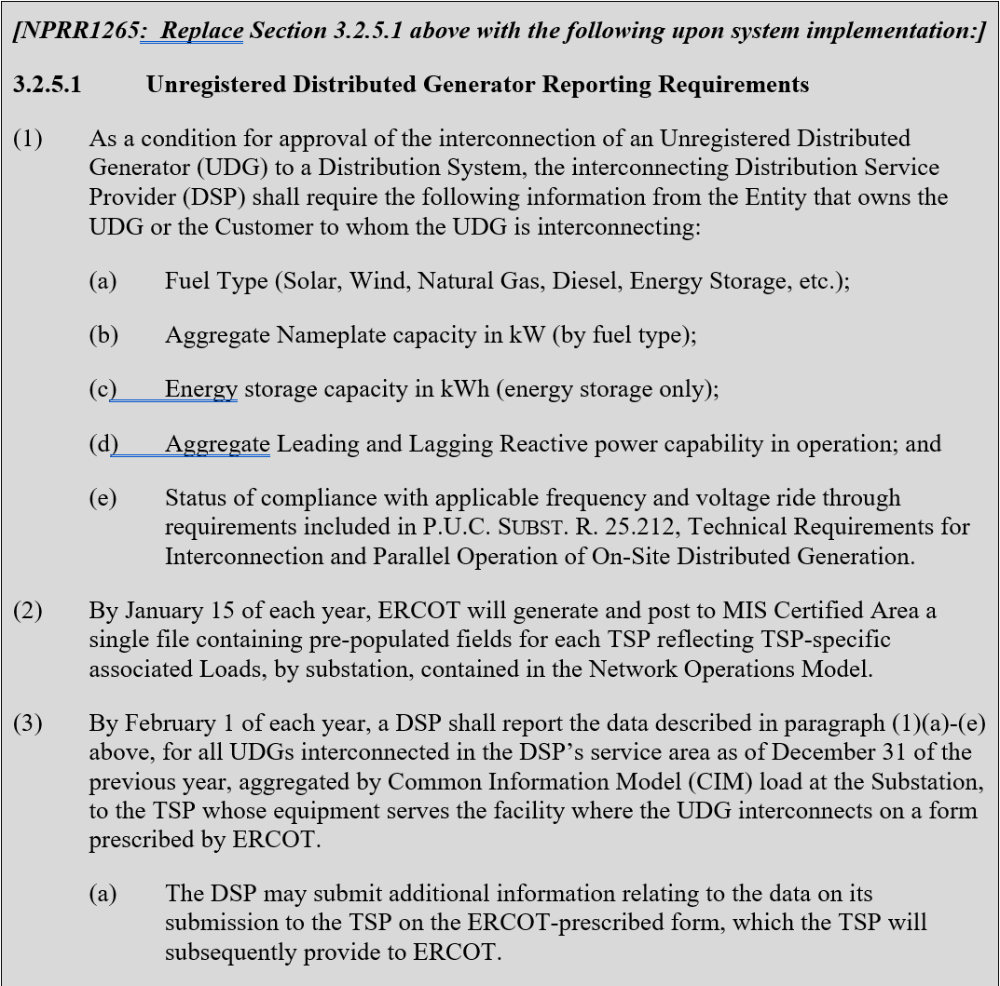 [NPRR1265: Replace Section 3.2.5.1 above with the following upon system implementation:]
3.2.5.1 Unregistered Distributed Generator Reporting Requirements
(1) As a condition for approval of the interconnection of an Unregistered Distributed
Generator (UDG) to a Distribution System, the interconnecting Distribution Service
Provider (DSP) shall require the following information from the Entity that owns the
UDG or the Customer to whom the UDG is interconnecting:
(a) Fuel Type (Solar, Wind, Natural Gas, Diesel, Energy Storage, etc.);
(b) Aggregate Nameplate capacity in kW (by fuel type);
(c) Energy storage capacity in kWh (energy storage only);
(d) Aggregate Leading and Lagging Reactive power capability in operation; and
(e) Status of compliance with applicable frequency and voltage ride through
requirements included in P.U.C. SUBST. R. 25.212, Technical Requirements for
Interconnection and Parallel Operation of On-Site Distributed Generation.
(2) By January 15 of each year, ERCOT will generate and post to MIS Certified Area a
single file containing pre-populated fields for each TSP reflecting TSP-specific
associated Loads, by substation, contained in the Network Operations Model.
(3) By February 1 of each year, a DSP shall report the data described in paragraph (1)(a)-(e)
above, for all UDGs interconnected in the DSP’s service area as of December 31 of the
previous year, aggregated by Common Information Model (CIM) load at the Substation,
to the TSP whose equipment serves the facility where the UDG interconnects on a form
prescribed by ERCOT.
(a) The DSP may submit additional information relating to the data on its
submission to the TSP on the ERCOT-prescribed form, which the TSP will
subsequently provide to ERCOT.